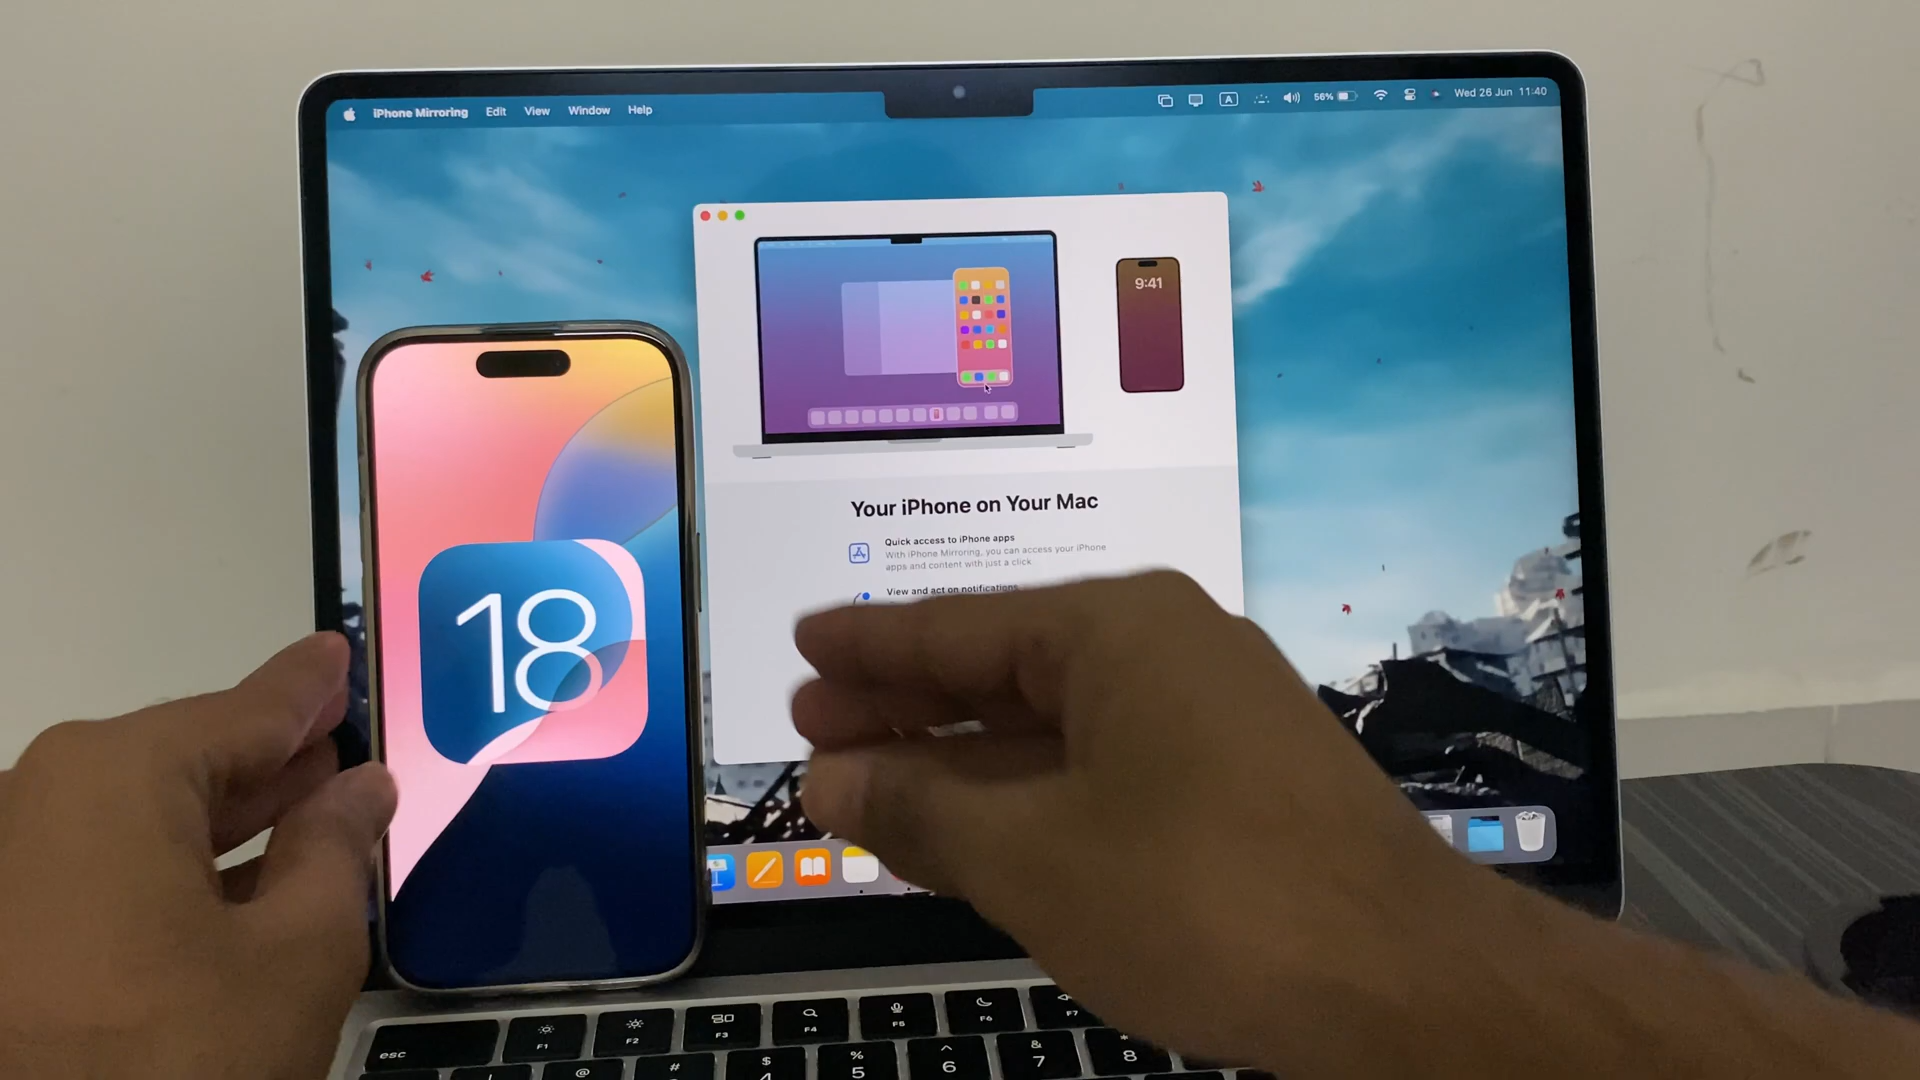 iPhone Mirroring Edit View Window Help
A 56% Wed 26 Jun 11:40
9:41
Your iPhone on Your Mac
Quick access to iPhone apps
With iPhone Mirroring, you can access your iPhone
apps and content with just a click.
View and act on notifications
18
esc F1 F2 F3 F4 F5 F6 F7
@ # $ % ^ & *
4 5 6 7 8